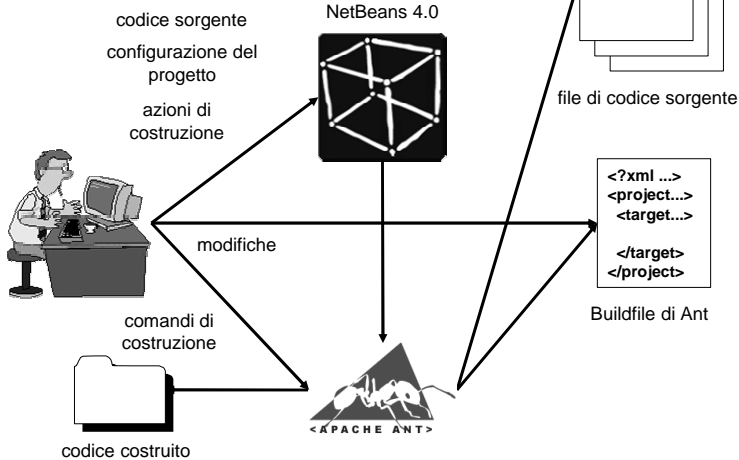 codice sorgente
NetBeans 4.0
configurazione del
progetto
azioni di
costruzione
file di codice sorgente
<?xml ...>
<project...>
<target...>
</target>
</project>
modifiche
Buildfile di Ant
comandi di
costruzione
<APACHE ANT>
codice costruito